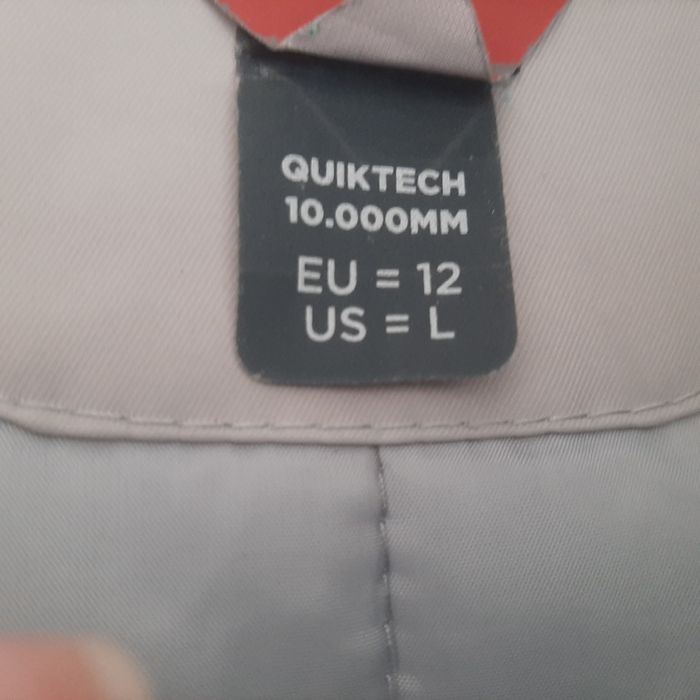 QUIKTECH
10.000MM
EU = 12
US = L